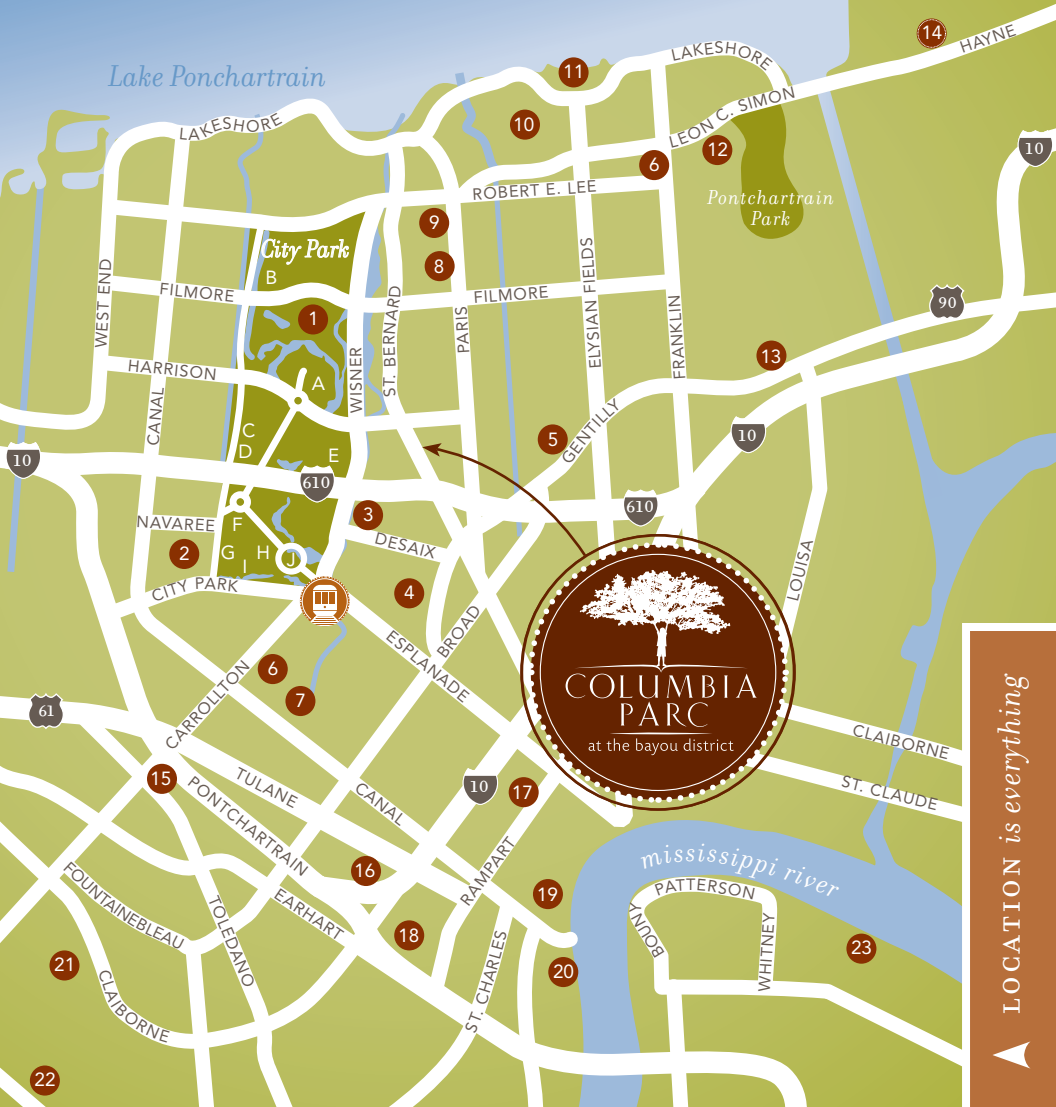 14
HAYNE
LAKESHORE
Lake Ponchartrain
11
10
LAKESHORE
LEON C. SIMON
12
10
6
ROBERT E. LEE
Pontchartrain
Park
9
City Park
8
B
WEST END
FILMORE
FILMORE
ST. BERNARD
PARIS
ELYSIAN FIELDS
FRANKLIN
90
1
13
HARRISON
A
WISNER
CANAL
GENTILLY
5
10
C
D
E
10
610
610
3
NAVAREE
F
DESAIX
2
G
H
J
I
LOUISA
CITY PARK
4
ESPLANADE
BROAD
COLUMBIA
PARC
at the bayou district
6
7
CARROLLTON
61
CLAIBORNE
ST. CLAUDE
15
TULANE
PONTCHARTRAIN
CANAL
10
17
RAMPART
mississippi river
16
PATTERSON
19
FOUNTAINEBLEAU
TOLEDANO
EARHART
18
BOUNY
WHITNEY
23
21
20
CLAIBORNE
ST. CHARLES
22
LOCATION is everything